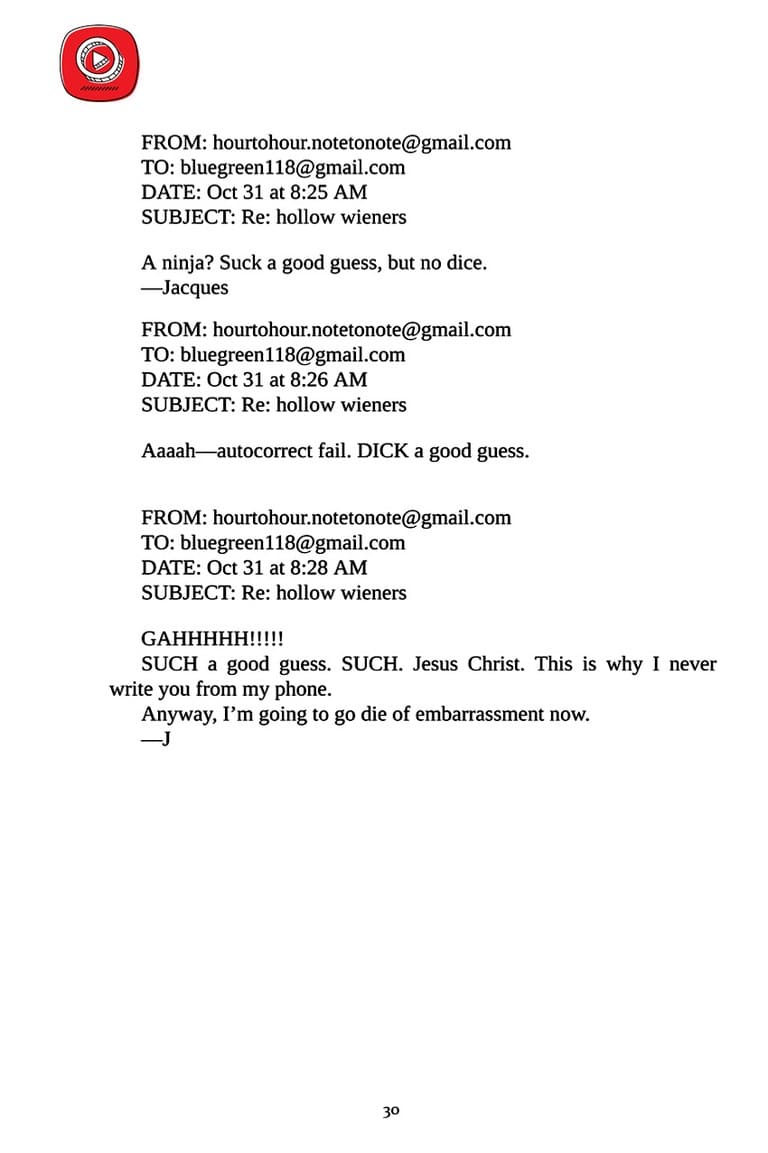 FROM: hourtohour.notetonote@gmail.com
TO: bluegreen118@gmail.com
DATE: Oct 31 at 8:25 AM
SUBJECT: Re: hollow wieners
A ninja? Suck a good guess, but no dice.
—Jacques
FROM: hourtohour.notetonote@gmail.com
TO: bluegreen118@gmail.com
DATE: Oct 31 at 8:26 AM
SUBJECT: Re: hollow wieners
Aaaah—autocorrect fail. DICK a good guess.
FROM: hourtohour.notetonote@gmail.com
TO: bluegreen118@gmail.com
DATE: Oct 31 at 8:28 AM
SUBJECT: Re: hollow wieners
GAHHHHH!!!!!
SUCH a good guess. SUCH. Jesus Christ. This is why I never
write you from my phone.
Anyway, I’m going to go die of embarrassment now.
—J
30